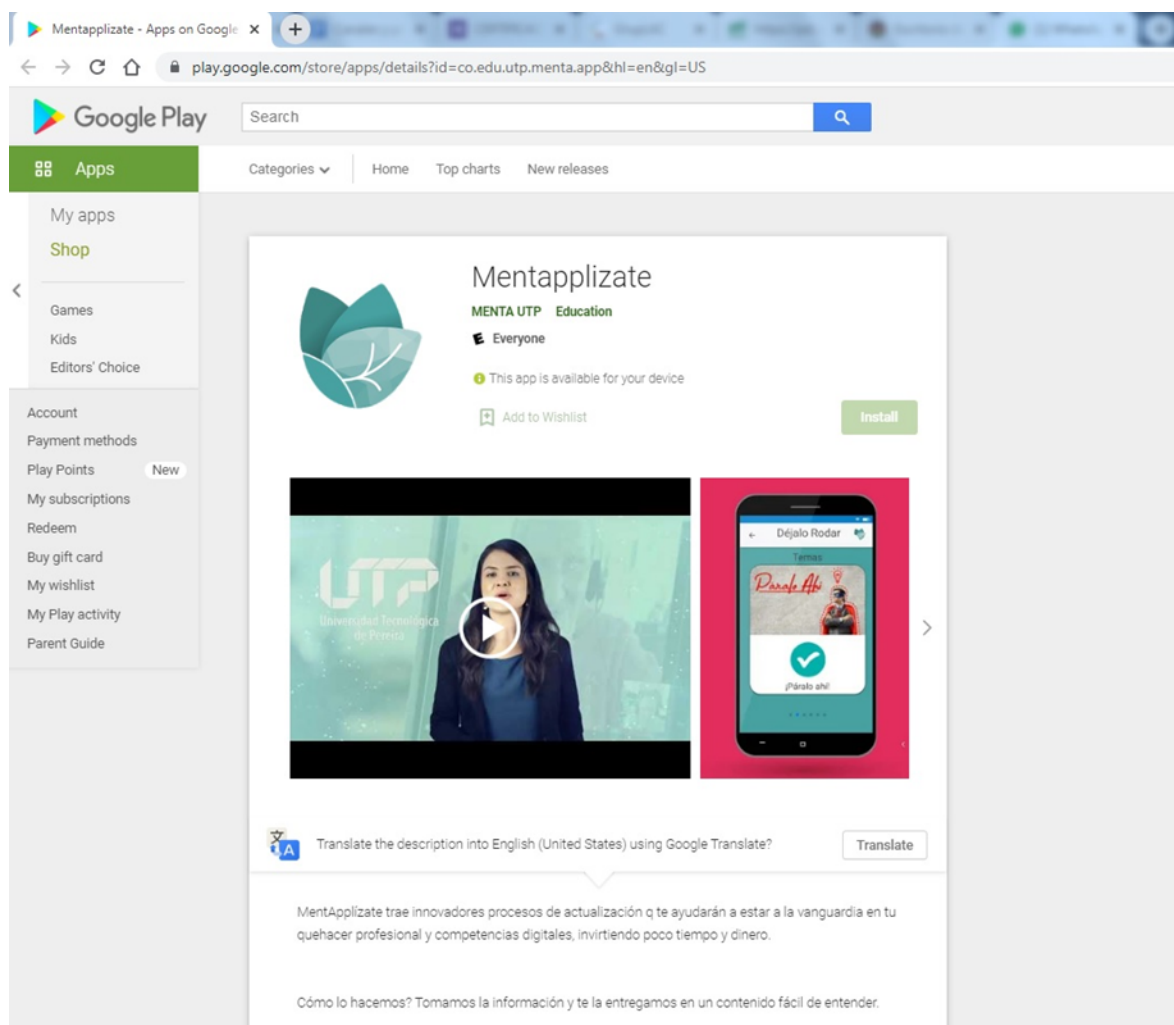 Mentapplizate - Apps on Google
play.google.com/store/apps/details?id=co.edu.utp.menta.app&hl=en&gl=US
Google Play
Search
Apps
Categories
Home
Top charts
New releases
My apps
Shop
Games
Kids
Editors' Choice
Account
Payment methods
Play Points New
My subscriptions
Redeem
Buy gift card
My wishlist
My Play activity
Parent Guide
Mentapplizate
MENTA UTP Education
E Everyone
This app is available for your device
Add to Wishlist
Install
UTP
Universidad Tecnológica
de Pereira
Déjalo Rodar
Temas
Páralo Ahí
¡Páralo ahí!
Translate the description into English (United States) using Google Translate?
Translate
MentApplízate trae innovadores procesos de actualización q te ayudarán a estar a la vanguardia en tu
quehacer profesional y competencias digitales, invirtiendo poco tiempo y dinero.
Cómo lo hacemos? Tomamos la información y te la entregamos en un contenido fácil de entender.